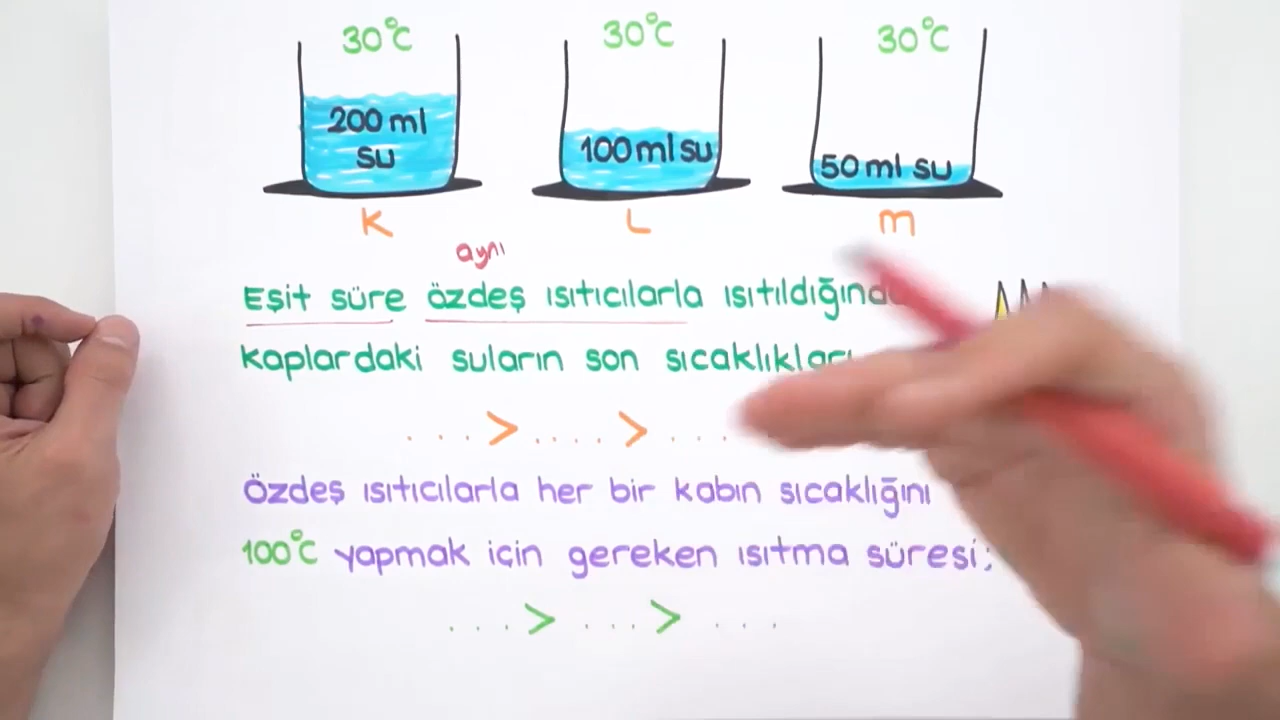 30°C 30°C 30°C
200 ml su 100 ml su 50 ml su
K L M
aynı
Eşit süre özdeş ısıtıcılarla ısıtıldığında
kaplardaki suların son sıcaklıkları
....>....>....
Özdeş ısıtıcılarla her bir kabın sıcaklığını
100°C yapmak için gereken ısıtma süresi;
...>...>...